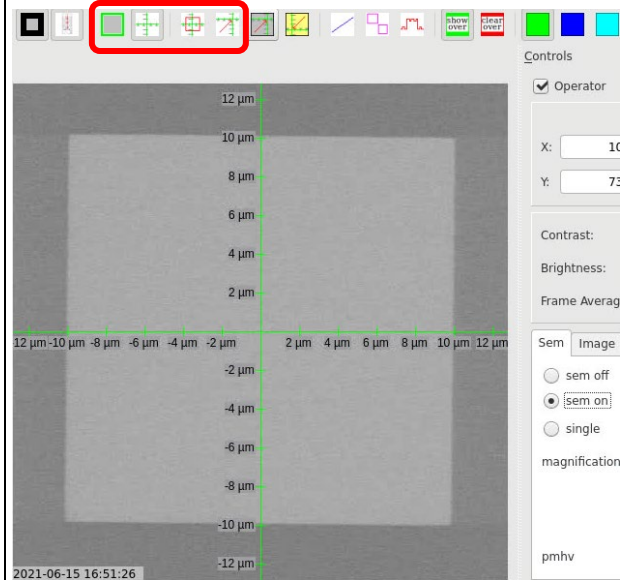 show over clear over
Controls
Operator
12 µm
10 µm
X: 10
8 µm
Y: 73
6 µm
4 µm
Contrast:
Brightness:
2 µm
Frame Averag
12 µm -10 µm -8 µm -6 µm -4 µm -2 µm 2 µm 4 µm 6 µm 8 µm 10 µm 12 µm
Sem Image
-2 µm
sem off
sem on
-4 µm
single
-6 µm
magnification
-8 µm
-10 µm
pmhv
-12 µm
2021-06-15 16:51:26